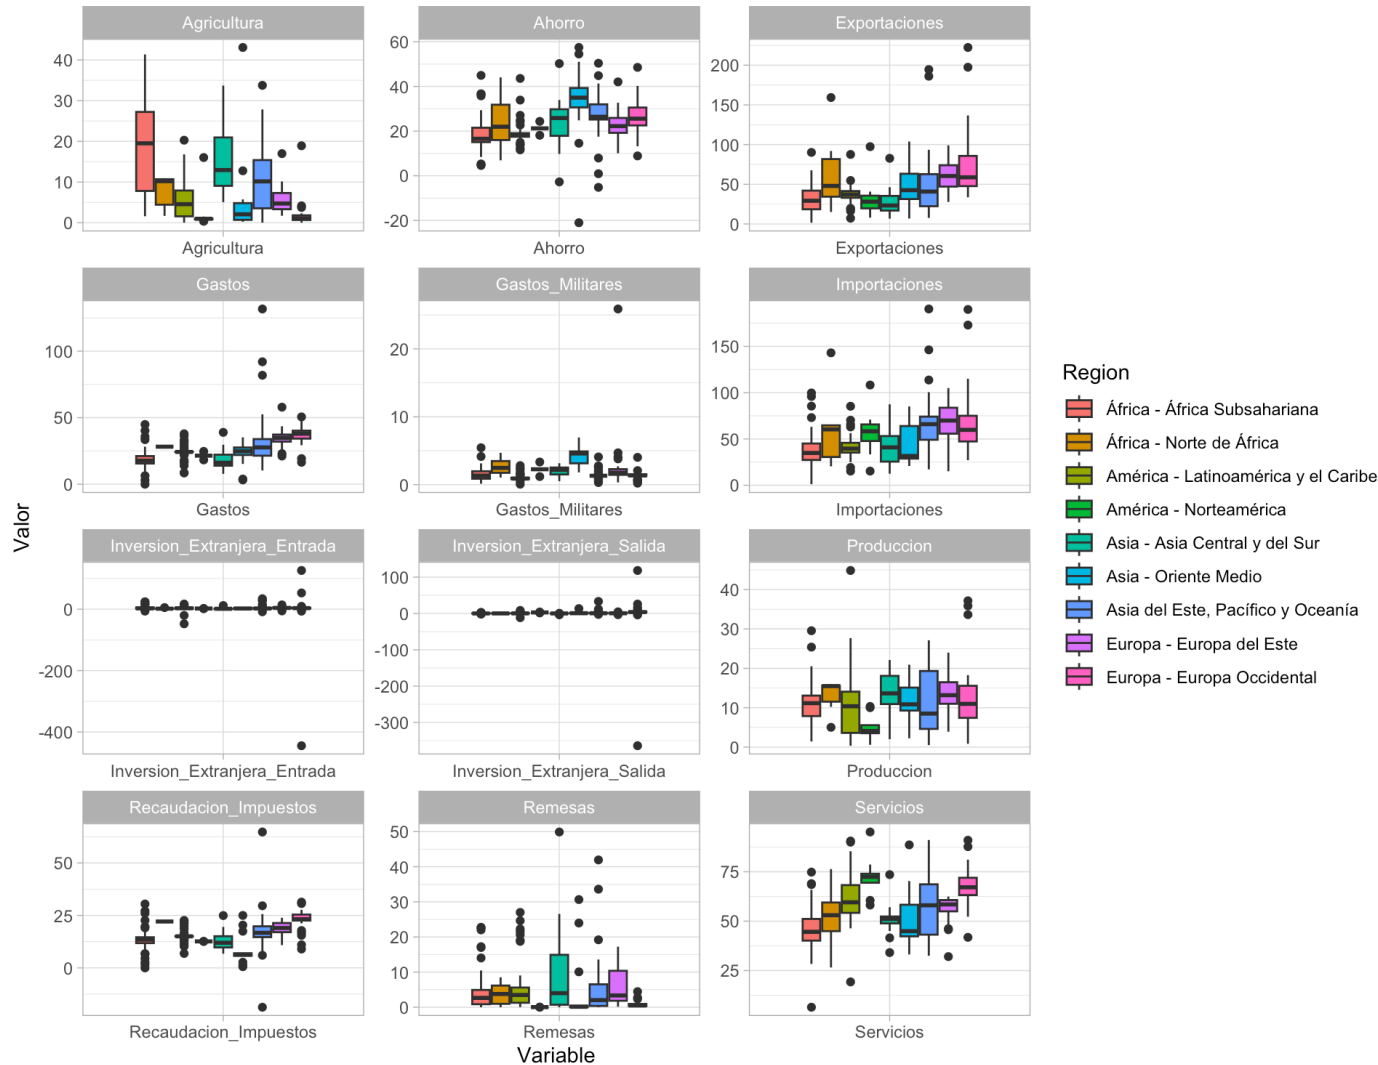 Agricultura
Ahorro
Exportaciones
40
30
20
10
0
60
40
20
0
-20
200
150
100
50
0
Agricultura
Ahorro
Exportaciones
Gastos
Gastos_Militares
Importaciones
100
50
0
20
10
0
150
100
50
0
Gastos
Gastos_Militares
Importaciones
Inversion_Extranjera_Entrada
Inversion_Extranjera_Salida
Produccion
0
-200
-400
100
0
-100
-200
-300
40
30
20
10
0
Inversion_Extranjera_Entrada
Inversion_Extranjera_Salida
Produccion
Recaudacion_Impuestos
Remesas
Servicios
50
25
0
50
40
30
20
10
0
75
50
25
Recaudacion_Impuestos
Remesas
Servicios
Valor
Variable
Region
África - África Subsahariana
África - Norte de África
América - Latinoamérica y el Caribe
América - Norteamérica
Asia - Asia Central y del Sur
Asia - Oriente Medio
Asia del Este, Pacífico y Oceanía
Europa - Europa del Este
Europa - Europa Occidental